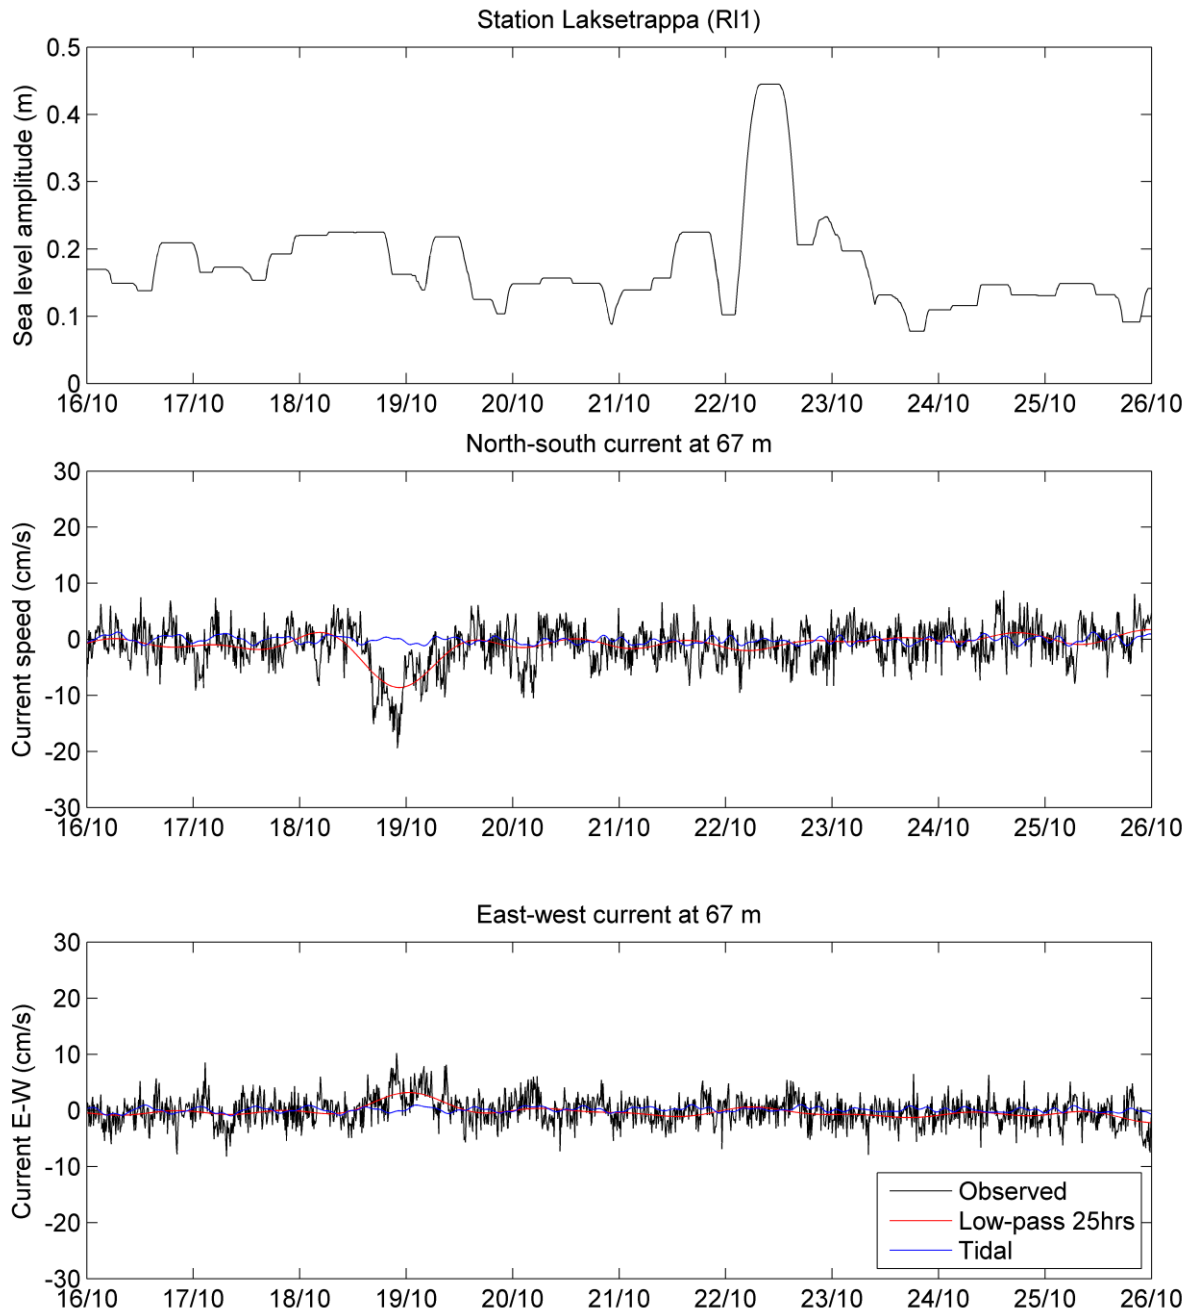 Station Laksetrappa (RI1)
Sea level amplitude (m)
0.5
0.4
0.3
0.2
0.1
0
16/10 17/10 18/10 19/10 20/10 21/10 22/10 23/10 24/10 25/10 26/10
North-south current at 67 m
Current speed (cm/s)
30
20
10
0
-10
-20
-30
16/10 17/10 18/10 19/10 20/10 21/10 22/10 23/10 24/10 25/10 26/10
East-west current at 67 m
Current E-W (cm/s)
30
20
10
0
-10
-20
-30
Observed
Low-pass 25hrs
Tidal
16/10 17/10 18/10 19/10 20/10 21/10 22/10 23/10 24/10 25/10 26/10